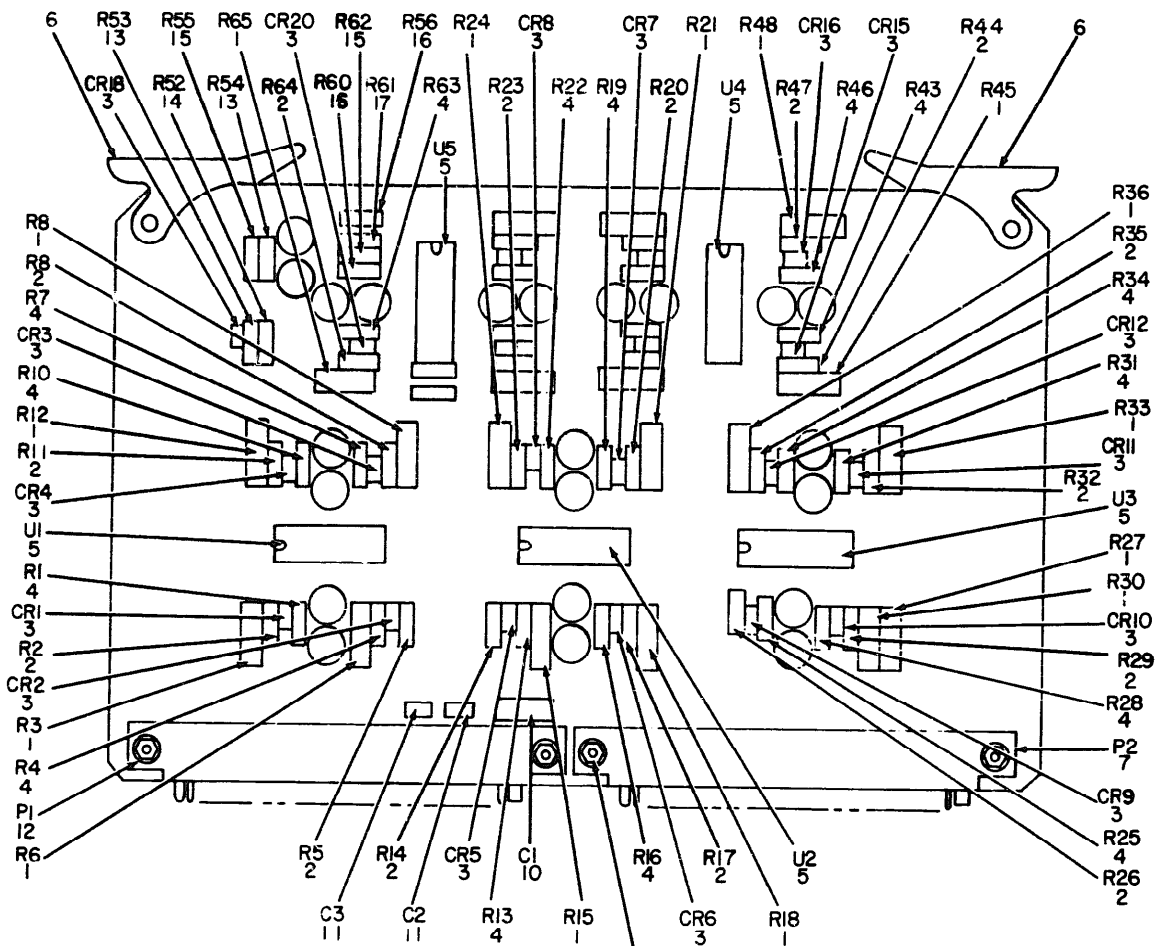 6
R53
13
R55
15
R65
1
CR20
3
R62
15
R56
16
R24
1
CR8
3
CR7
3
R21
1
R48
1
CR16
3
CR15
3
R44
2
6
CR18
3
R52
14
R54
13
R64
2
R60
16
R61
17
R63
4
R23
2
R22
4
R19
4
R20
2
U4
5
R47
2
R46
4
R43
4
R45
1
U5
5
R8
1
R8
2
R7
4
CR3
3
R10
4
R12
1
R11
2
CR4
3
U1
5
R1
4
CR1
3
R2
2
CR2
3
R3
1
R4
4
P1
12
R6
1
R36
1
R35
2
R34
4
CR12
3
R31
4
R33
1
CR11
3
R32
2
U3
5
R27
1
R30
1
CR10
3
R29
2
R28
4
P2
7
CR9
3
R25
4
R26
2
R5
2
R14
2
CR5
3
C1
10
R16
4
R17
2
U2
5
C3
11
C2
11
R13
4
R15
1
CR6
3
R18
1